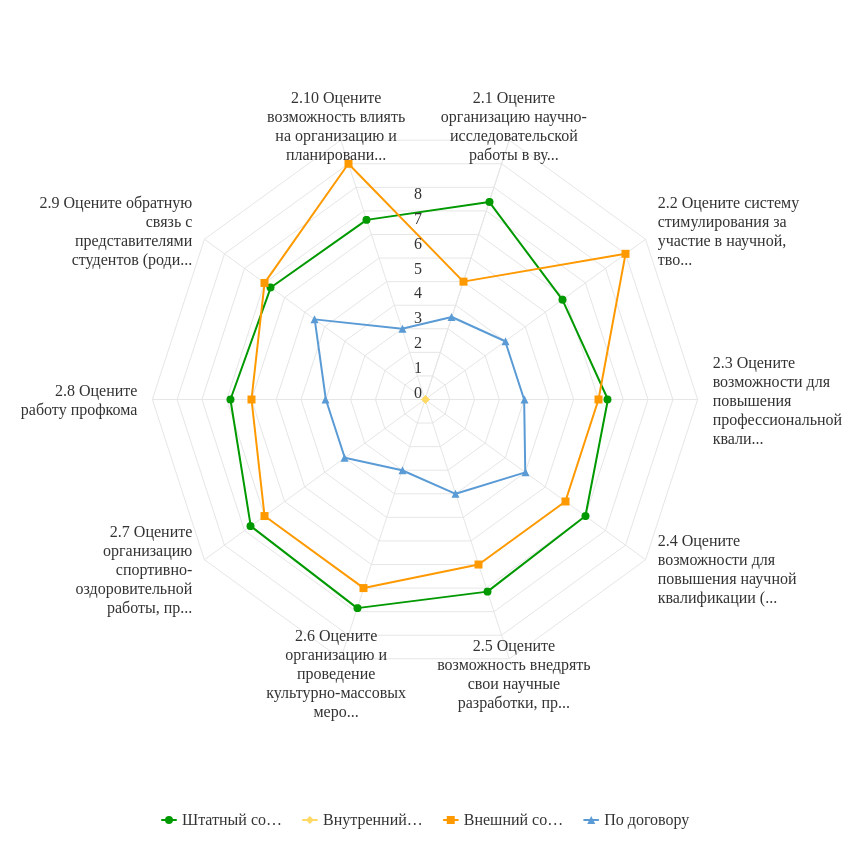 2.10 Оцените
возможность влиять
на организацию и
планировани...
2.1 Оцените
организацию научно-
исследовательской
работы в ву...
2.9 Оцените обратную
связь с
представителями
студентов (роди...
2.2 Оцените систему
стимулирования за
участие в научной,
тво...
8
7
6
5
4
3
2
1
0
2.8 Оцените
работу профкома
2.3 Оцените
возможности для
повышения
профессиональной
квали...
2.7 Оцените
организацию
спортивно-
оздоровительной
работы, пр...
2.4 Оцените
возможности для
повышения научной
квалификации (...
2.6 Оцените
организацию и
проведение
культурно-массовых
меро...
2.5 Оцените
возможность внедрять
свои научные
разработки, пр...
Штатный со…
Внутренний…
Внешний со…
По договору